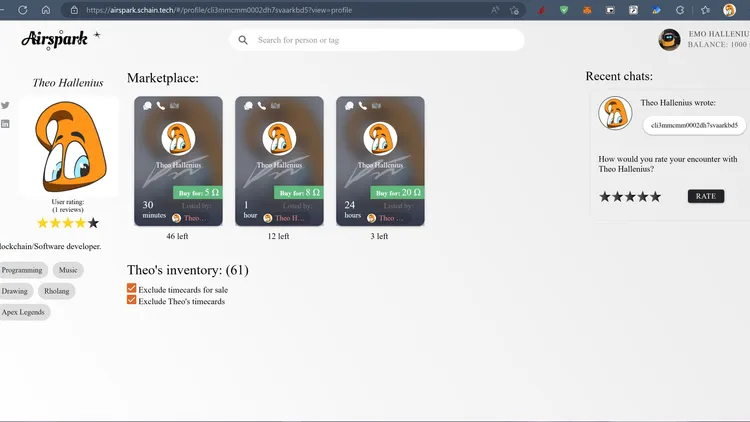 https://airspark.schain.tech/#/profile/cli3mmcmm0002dh7svaarkbd5?view=profile
Airspark
Search for person or tag
EMO HALLENIU
BALANCE: 1000
Theo Hallenius
User rating:
(1 reviews)
lockchain/Software developer.
Programming
Music
Drawing
Rholang
Apex Legends
Marketplace:
Theo Hallenius
Buy for: 5 Ω
30
minutes
Listed by:
Theo ...
46 left
Theo Hallenius
Buy for: 8 Ω
1
hour
Listed by:
Theo H...
12 left
Theo Hallenius
Buy for: 20 Ω
24
hours
Listed by:
Theo ...
3 left
Theo's inventory: (61)
Exclude timecards for sale
Exclude Theo's timecards
Recent chats:
Theo Hallenius wrote:
cli3mmcmm0002dh7svaarkbd5
How would you rate your encounter with
Theo Hallenius?
RATE